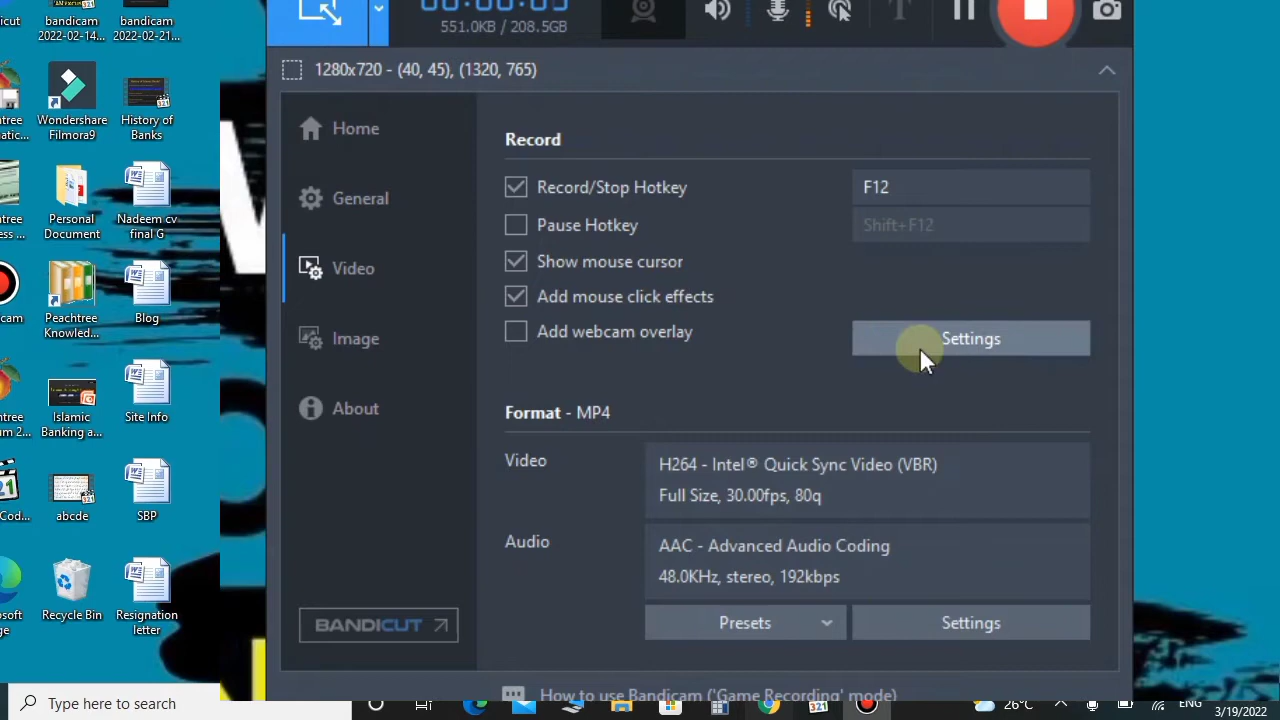 bandicam
2022-02-14...
bandicam
2022-02-21...
551.0KB / 208.5GB
1280x720 - (40, 45), (1320, 765)
Wondershare
Filmora9
History of
Banks
Home
General
Video
Image
About
Record
Record/Stop Hotkey
F12
Pause Hotkey
Shift+F12
Show mouse cursor
Add mouse click effects
Add webcam overlay
Settings
Personal
Document
Nadeem cv
final G
Peachtree
Knowled...
Blog
Islamic
Banking a...
Site Info
abcde
SBP
Recycle Bin
Resignation
letter
Format - MP4
Video
H264 - Intel® Quick Sync Video (VBR)
Full Size, 30.00fps, 80q
Audio
AAC - Advanced Audio Coding
48.0KHz, stereo, 192kbps
Presets
Settings
BANDICUT
How to use Bandicam ('Game Recording' mode)
Type here to search
26°C
ENG
3/19/2022